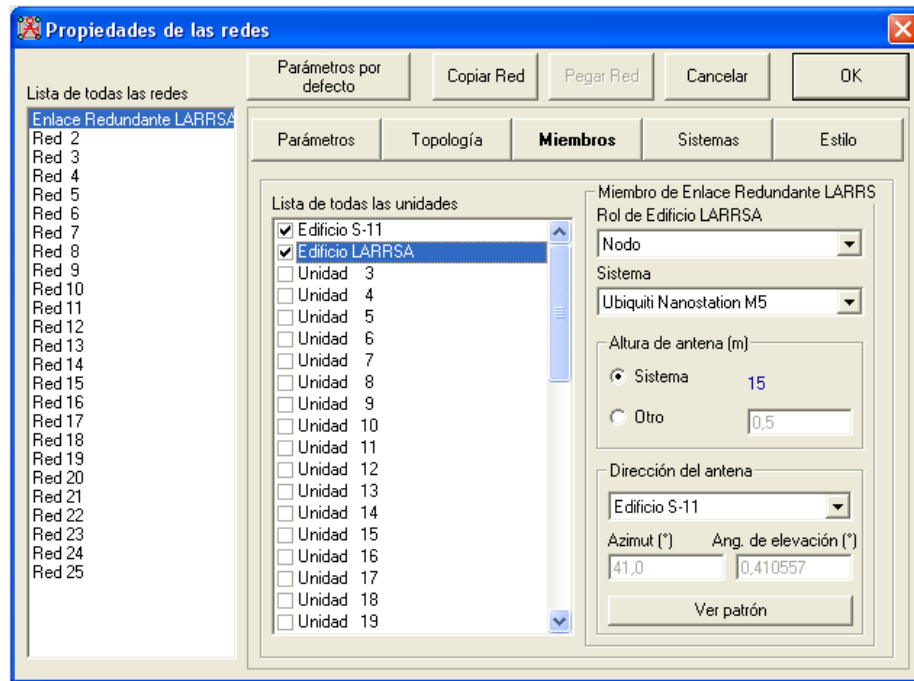 Propiedades de las redes
Parámetros por
defecto
Copiar Red
Pegar Red
Cancelar
OK
Lista de todas las redes
Enlace Redundante LARRSA
Red 2
Red 3
Red 4
Red 5
Red 6
Red 7
Red 8
Red 9
Red 10
Red 11
Red 12
Red 13
Red 14
Red 15
Red 16
Red 17
Red 18
Red 19
Red 20
Red 21
Red 22
Red 23
Red 24
Red 25
Parámetros
Topología
Miembros
Sistemas
Estilo
Lista de todas las unidades
Edificio S-11
Edificio LARRSA
Unidad 3
Unidad 4
Unidad 5
Unidad 6
Unidad 7
Unidad 8
Unidad 9
Unidad 10
Unidad 11
Unidad 12
Unidad 13
Unidad 14
Unidad 15
Unidad 16
Unidad 17
Unidad 18
Unidad 19
Miembro de Enlace Redundante LARRS
Rol de Edificio LARRSA
Nodo
Sistema
Ubiquiti Nanostation M5
Altura de antena (m)
Sistema 15
Otro 0,5
Dirección del antena
Edificio S-11
Azimut (°) Ang. de elevación (°)
41,0 0,410557
Ver patrón